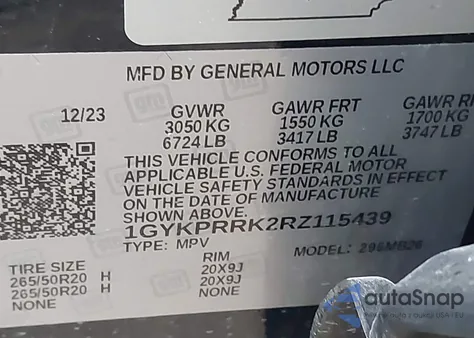 MFD BY GENERAL MOTORS LLC
12/23 GVWR GAWR FRT GAWR
3050 KG 1550 KG 1700 KG
6724 LB 3417 LB 3747 LB
THIS VEHICLE CONFORMS TO ALL
APPLICABLE U.S. FEDERAL MOTOR
VEHICLE SAFETY STANDARDS IN EFFECT
ON THE DATE OF MANUFACTURE
SHOWN ABOVE.
1GYKPRRK2RZ115439
TYPE: MPV MODEL: 296MB26
TIRE SIZE RIM
265/50R20 H 20X9J
265/50R20 H 20X9J
NONE NONE
autaSnap